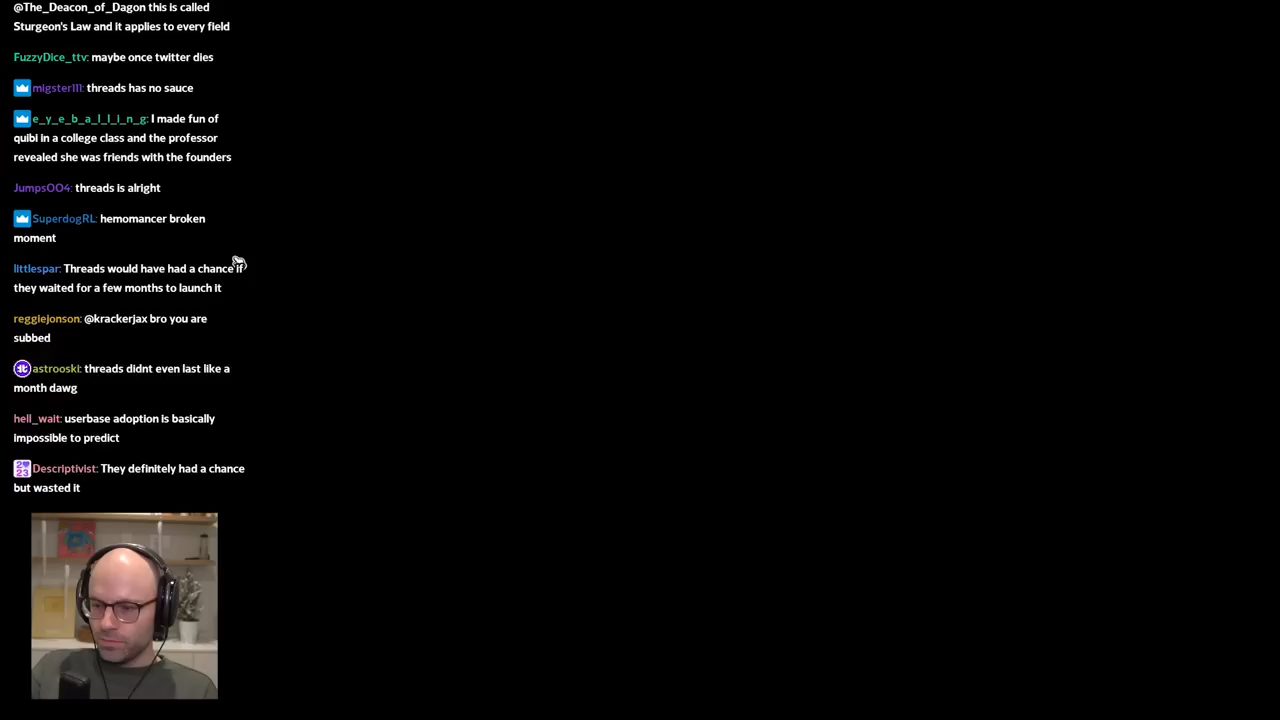 @The_Deacon_of_Dagon this is called
Sturgeon's Law and it applies to every field
FuzzyDice_ttv: maybe once twitter dies
migster111: threads has no sauce
e_y_e_b_a_l_l_i_n_g: I made fun of
quibi in a college class and the professor
revealed she was friends with the founders
Jumps004: threads is alright
SuperdogRL: hemomancer broken
moment
littlespar: Threads would have had a chance if
they waited for a few months to launch it
reggiejonson: @krackerjax bro you are
subbed
astrooski: threads didnt even last like a
month dawg
hell_wait: userbase adoption is basically
impossible to predict
Descriptivist: They definitely had a chance
but wasted it